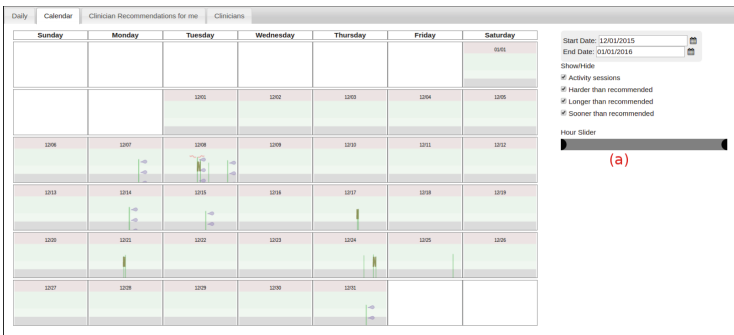 Daily Calendar Clinician Recommendations for me Clinicians
Sunday Monday Tuesday Wednesday Thursday Friday Saturday
01/01
12/01 12/02 12/03 12/04 12/05
12/06 12/07 12/08 12/09 12/10 12/11 12/12
12/13 12/14 12/15 12/16 12/17 12/18 12/19
12/20 12/21 12/22 12/23 12/24 12/25 12/26
12/27 12/28 12/29 12/30 12/31
Start Date: 12/01/2015
End Date: 01/01/2016
Show/Hide
Activity sessions
Harder than recommended
Longer than recommended
Sooner than recommended
Hour Slider
(a)